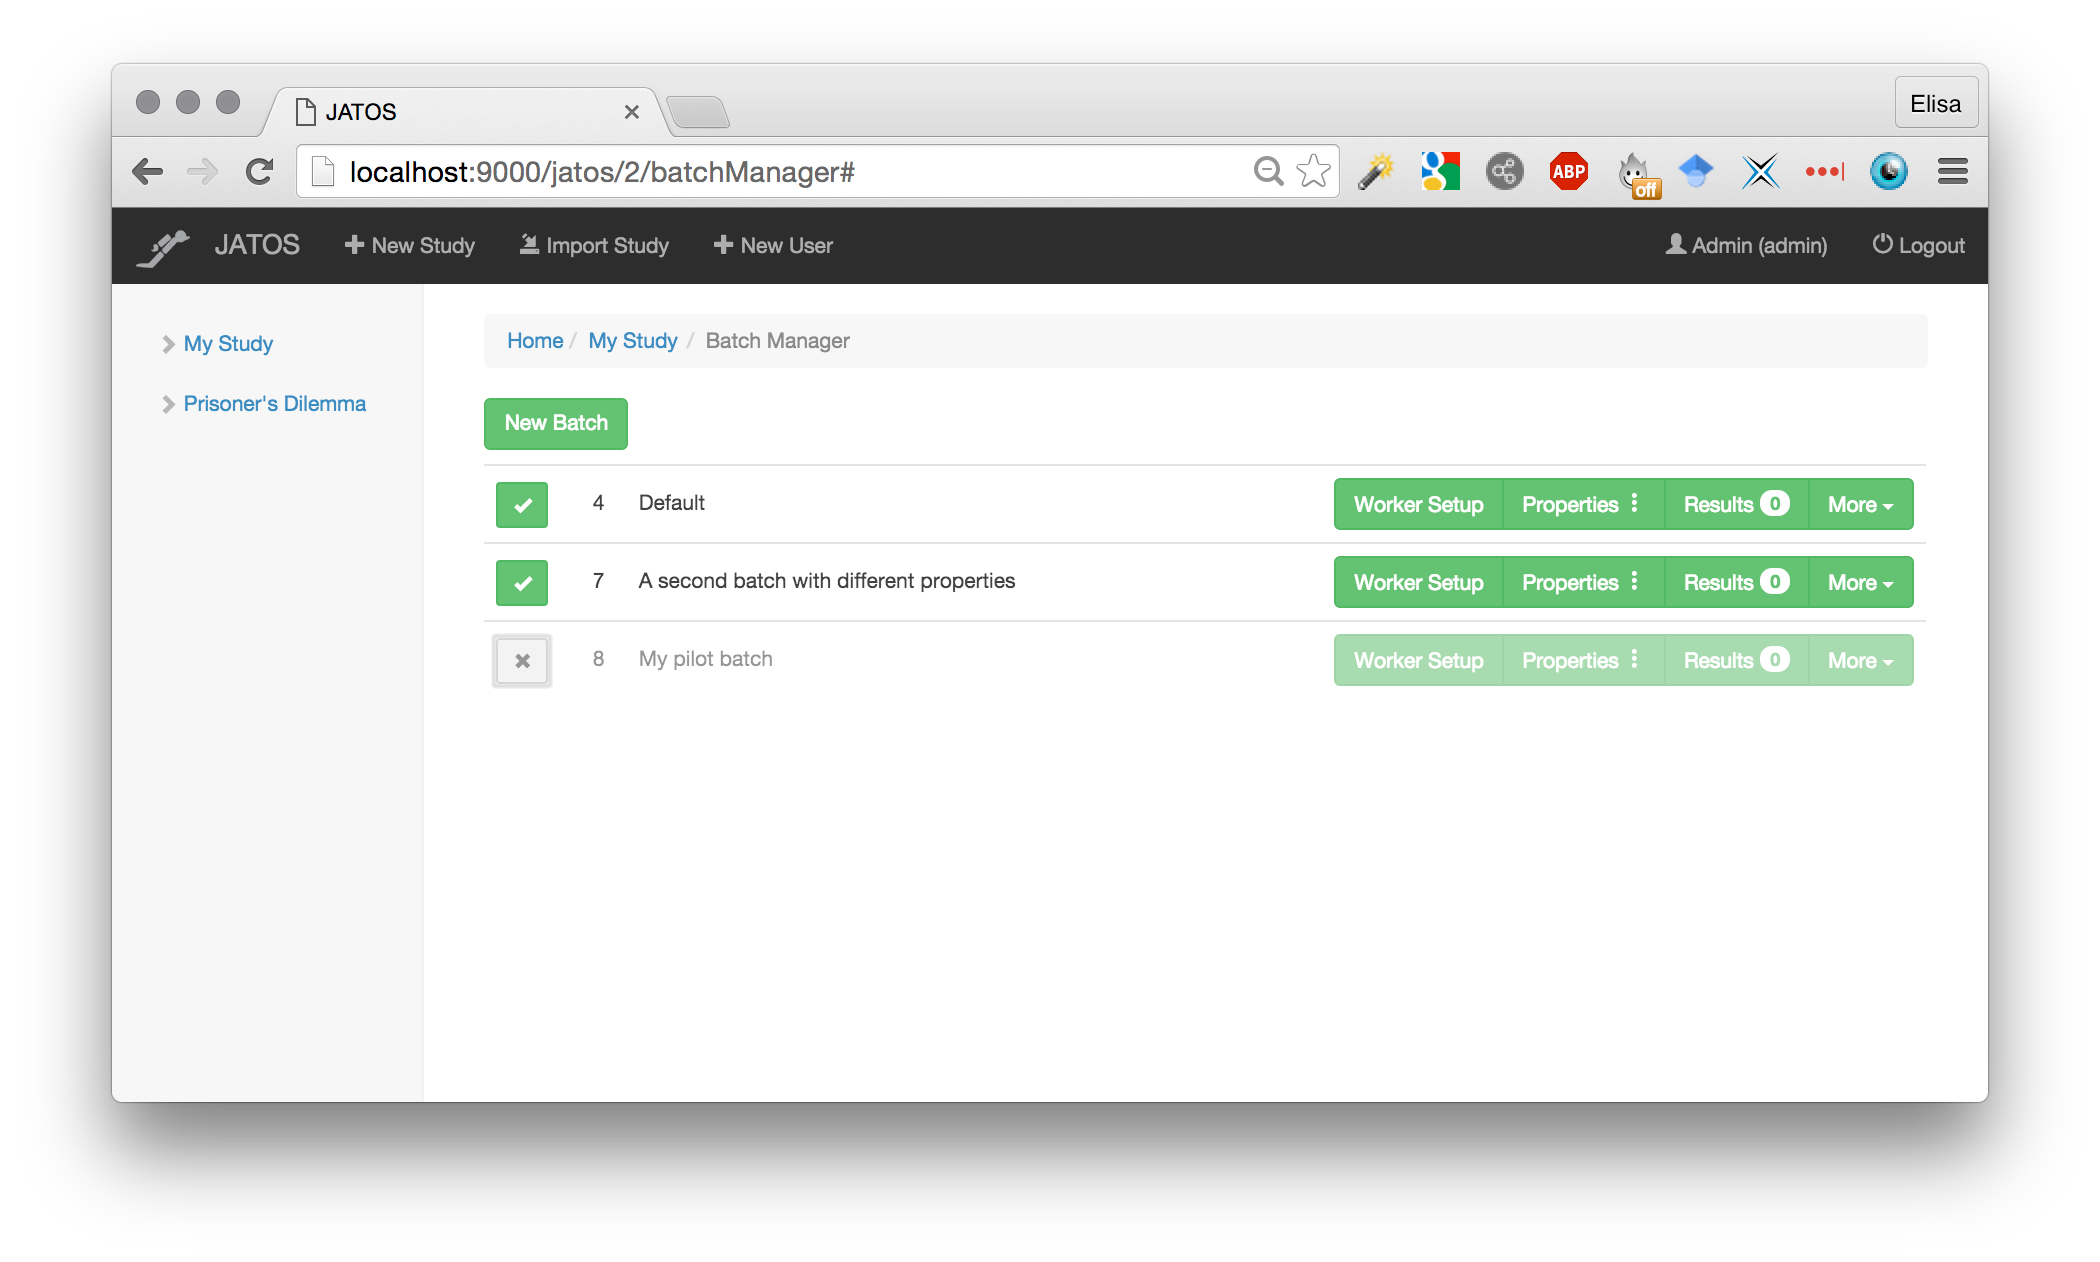 JATOS
Elisa
localhost:9000/jatos/2/batchManager#
ABP
off
JATOS New Study Import Study New User Admin (admin) Logout
My Study
Prisoner's Dilemma
Home / My Study / Batch Manager
New Batch
4 Default Worker Setup Properties Results 0 More
7 A second batch with different properties Worker Setup Properties Results 0 More
8 My pilot batch Worker Setup Properties Results 0 More